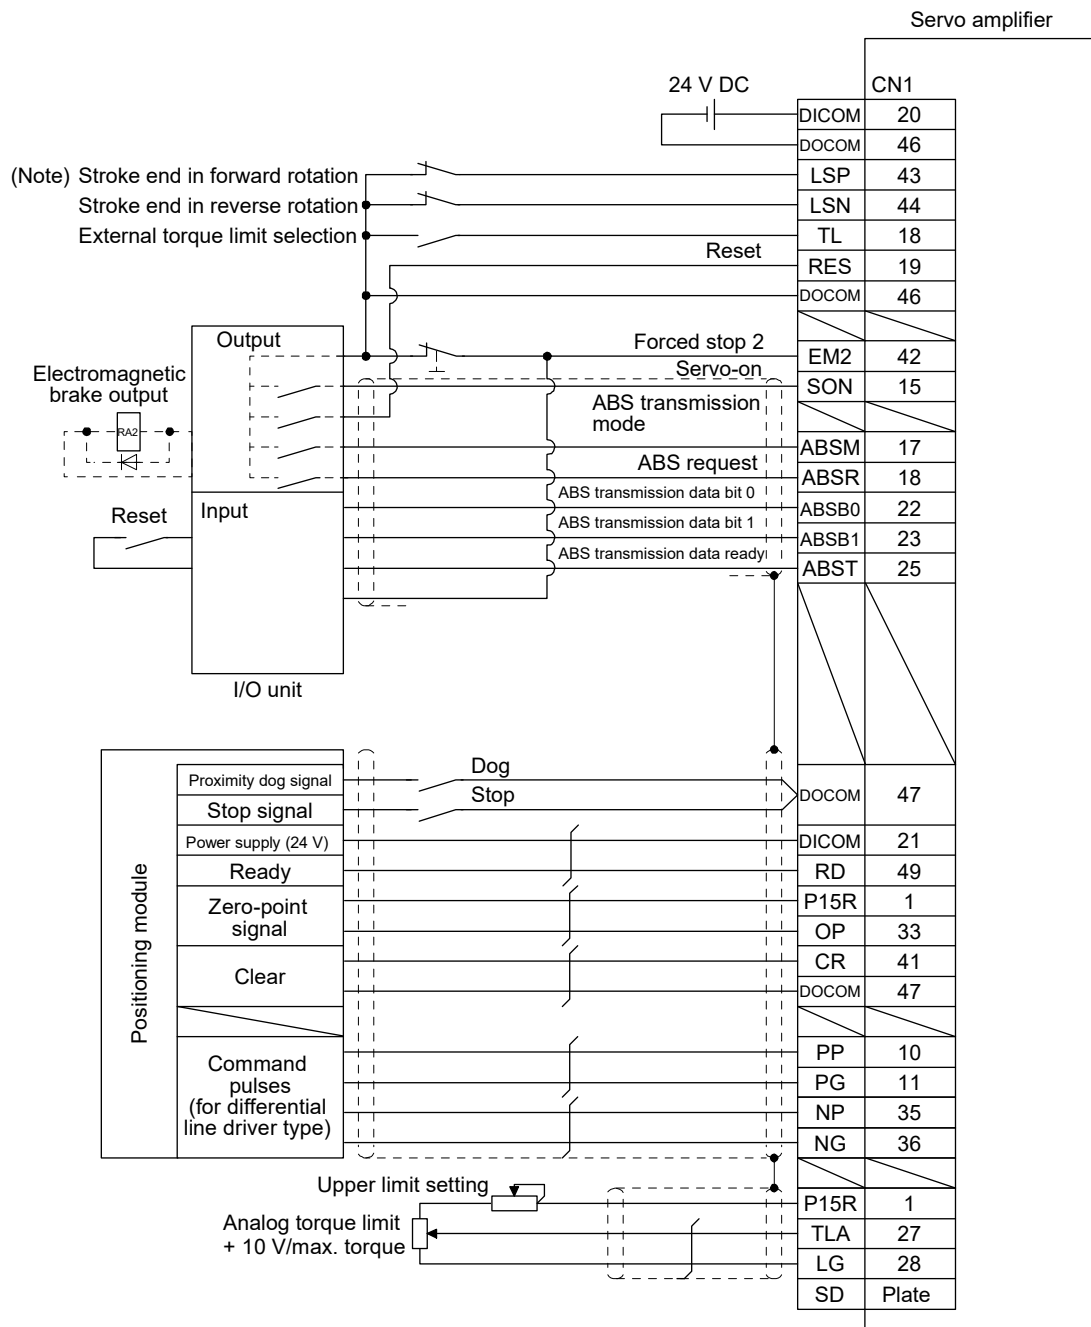 Servo amplifier
24 V DC
CN1
DICOM 20
DOCOM 46
(Note) Stroke end in forward rotation LSP 43
Stroke end in reverse rotation LSN 44
External torque limit selection TL 18
Reset RES 19
DOCOM 46
Output
Forced stop 2 EM2 42
Servo-on SON 15
Electromagnetic
brake output
RA2
ABS transmission
mode
ABSM 17
ABS request ABSR 18
Input
ABS transmission data bit 0 ABSB0 22
Reset
ABS transmission data bit 1 ABSB1 23
ABS transmission data ready ABST 25
I/O unit
Positioning module
Proximity dog signal Dog
Stop signal Stop
DOCOM 47
Power supply (24 V) DICOM 21
Ready RD 49
Zero-point
signal
P15R 1
OP 33
Clear
CR 41
DOCOM 47
Command
pulses
(for differential
line driver type)
PP 10
PG 11
NP 35
NG 36
Upper limit setting P15R 1
Analog torque limit
+ 10 V/max. torque
TLA 27
LG 28
SD Plate